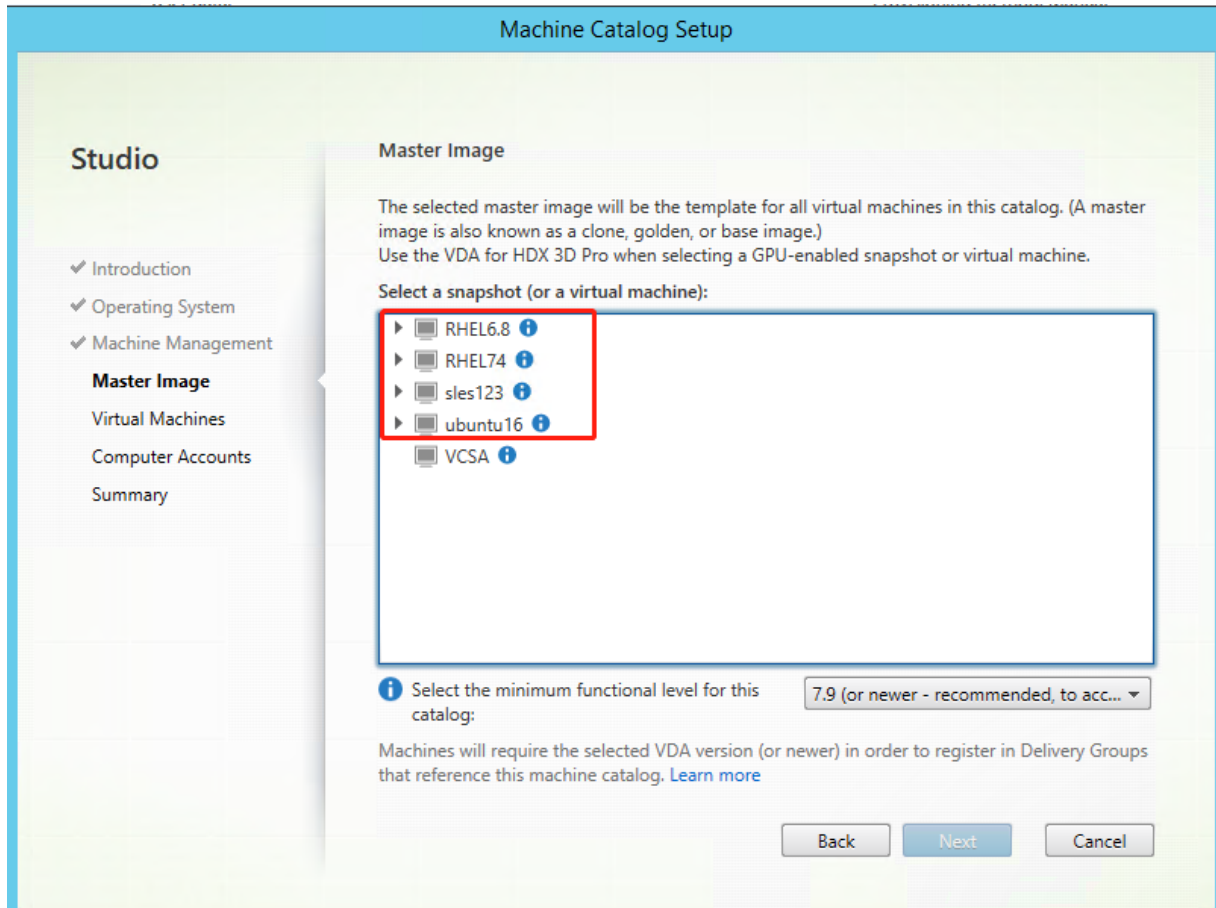 Machine Catalog Setup
Studio
Introduction
Operating System
Machine Management
Master Image
Virtual Machines
Computer Accounts
Summary
Master Image
The selected master image will be the template for all virtual machines in this catalog. (A master
image is also known as a clone, golden, or base image.)
Use the VDA for HDX 3D Pro when selecting a GPU-enabled snapshot or virtual machine.
Select a snapshot (or a virtual machine):
RHEL6.8
RHEL74
sles123
ubuntu16
VCSA
Select the minimum functional level for this
catalog:
7.9 (or newer - recommended, to acc...
Machines will require the selected VDA version (or newer) in order to register in Delivery Groups
that reference this machine catalog. Learn more
Back
Next
Cancel